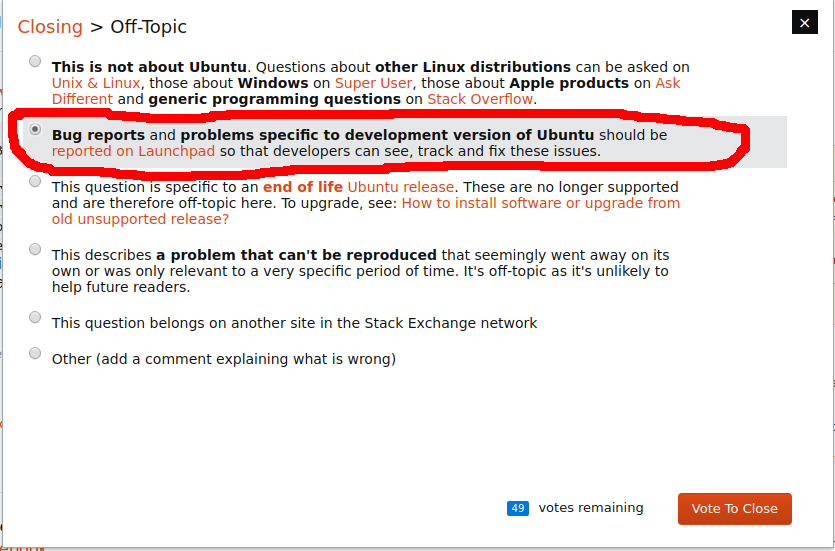 Closing > Off-Topic
×
This is not about Ubuntu. Questions about other Linux distributions can be asked on
Unix & Linux, those about Windows on Super User, those about Apple products on Ask
Different and generic programming questions on Stack Overflow.
Bug reports and problems specific to development version of Ubuntu should be
reported on Launchpad so that developers can see, track and fix these issues.
This question is specific to an end of life Ubuntu release. These are no longer supported
and are therefore off-topic here. To upgrade, see: How to install software or upgrade from
old unsupported release?
This describes a problem that can't be reproduced that seemingly went away on its
own or was only relevant to a very specific period of time. It's off-topic as it's unlikely to
help future readers.
This question belongs on another site in the Stack Exchange network
Other (add a comment explaining what is wrong)
49 votes remaining
Vote To Close